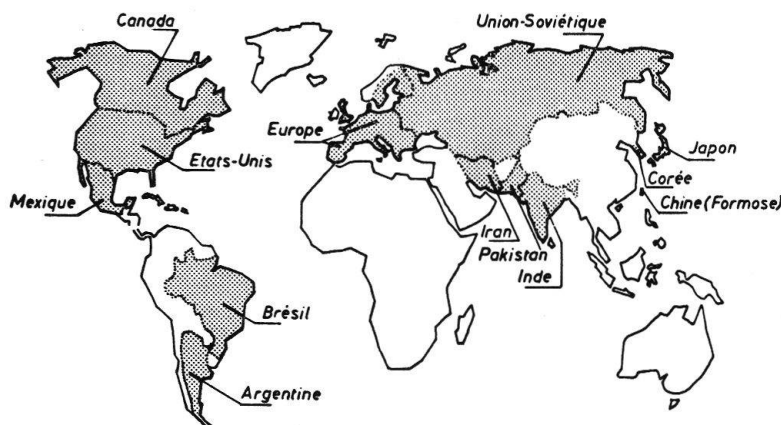 Canada
Union-Soviétique
Europe
Etats-Unis
Japon
Corée
Mexique
Chine (Formose)
Iran
Pakistan
Inde
Brésil
Argentine